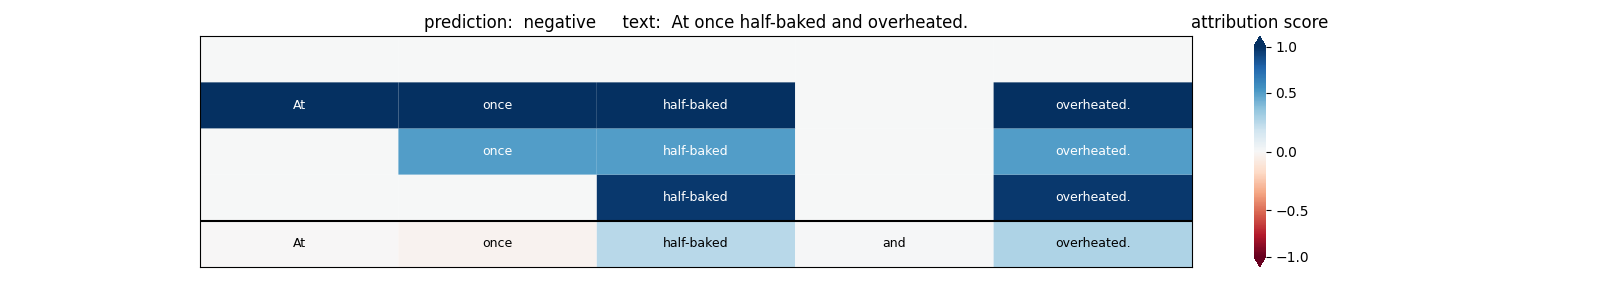 prediction:  negative     text:  At once half-baked and overheated.
attribution score
At once half-baked overheated.
once half-baked overheated.
half-baked overheated.
At once half-baked and overheated.
1.0
0.5
0.0
−0.5
−1.0